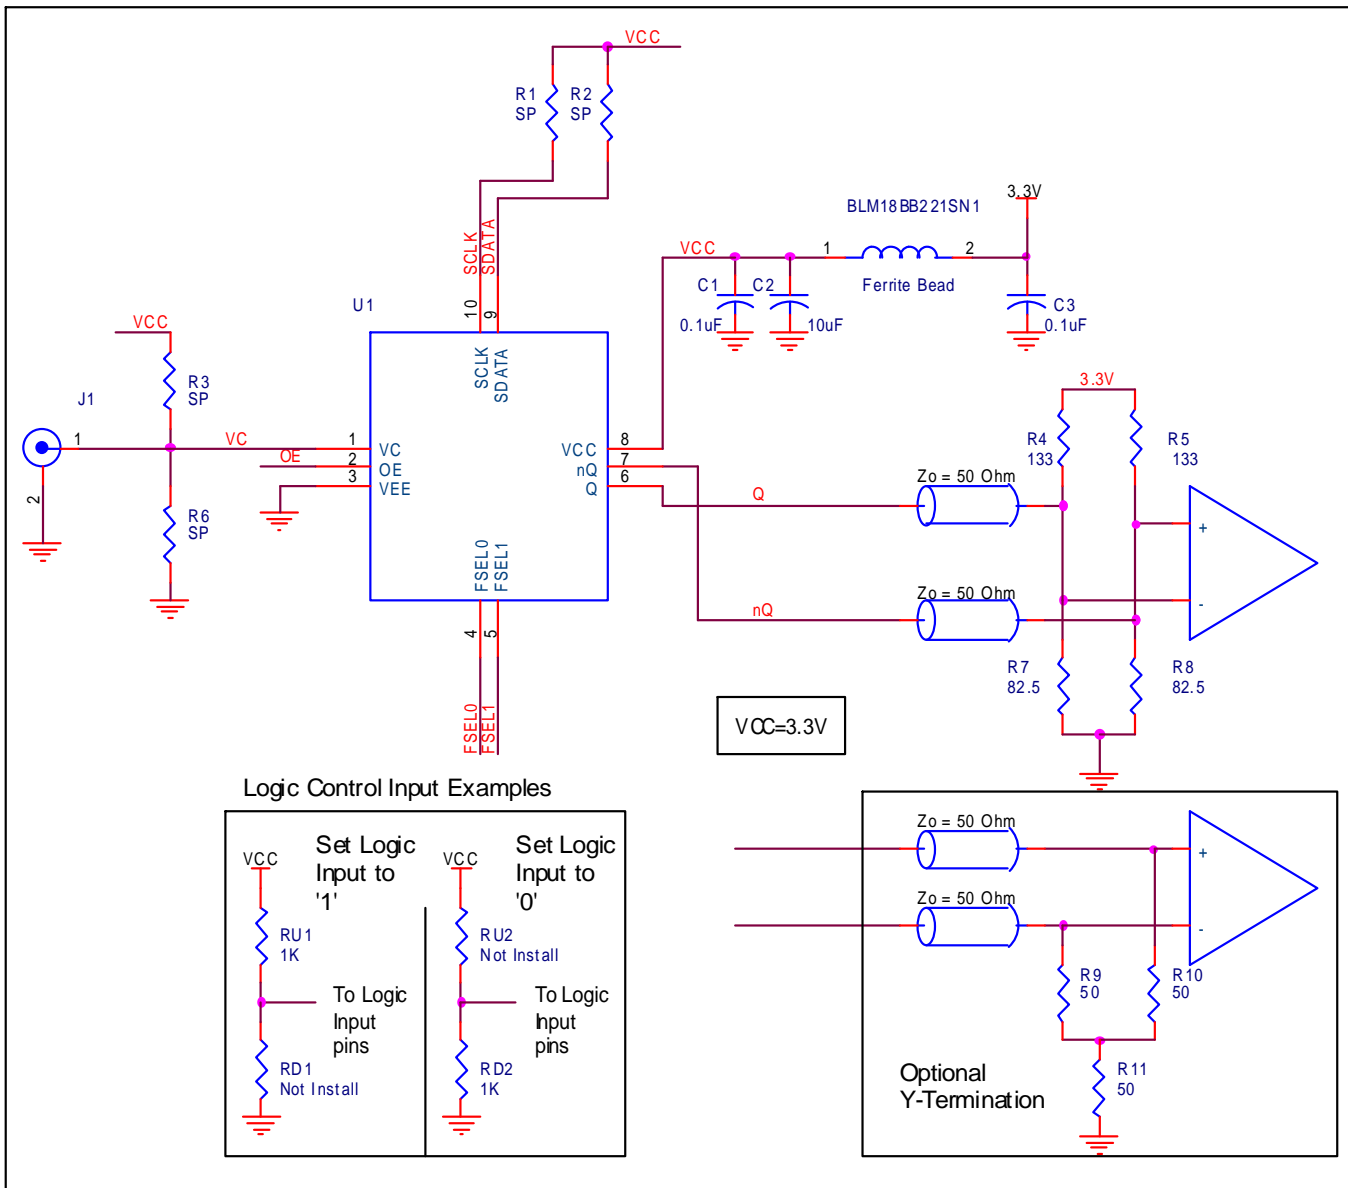 VCC
R1
SP
R2
SP
3.3V
BLM18BB221SN1
SCLK
SDATA
VCC
1
2
U1
10
9
C1
C2
Ferrite Bead
C3
0.1uF
10uF
0.1uF
VCC
SCLK
SDATA
R3
SP
3.3V
J1
1
VC
1
VC
VCC
8
R4
133
R5
133
OE
2
OE
nQ
7
3
VEE
Q
6
Zo = 50 Ohm
2
Q
R6
SP
+
FSEL0
FSEL1
Zo = 50 Ohm
-
nQ
4
5
R7
82.5
R8
82.5
FSEL0
FSEL1
VCC=3.3V
Logic Control Input Examples
Set Logic
Input to
'1'
VCC
Set Logic
Input to
'0'
VCC
RU1
1K
RU2
Not Install
To Logic
Input
pins
To Logic
Input
pins
RD1
Not Install
RD2
1K
Zo = 50 Ohm
+
Zo = 50 Ohm
-
R9
50
R10
50
R11
50
Optional
Y-Termination